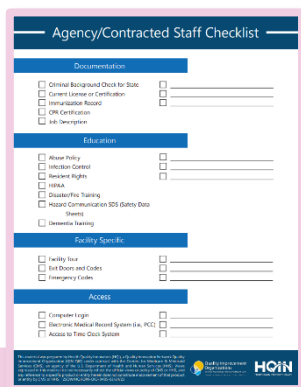 Agency/Contracted Staff Checklist
Documentation
Criminal Background Check for State
Current License or Certification
Immunization Record
CPR Certification
Job Description
Education
Abuse Policy
Infection Control
Resident Rights
HIPAA
Disaster/Fire Training
Hazard Communication SDS (Safety Data
Sheets)
Dementia Training
Facility Specific
Facility Tour
Exit Doors and Codes
Emergency Codes
Access
Computer Login
Electronic Medical Record System (i.e., PCC)
Access to Time Clock System
Quality Improvement
Organizations
HQIN